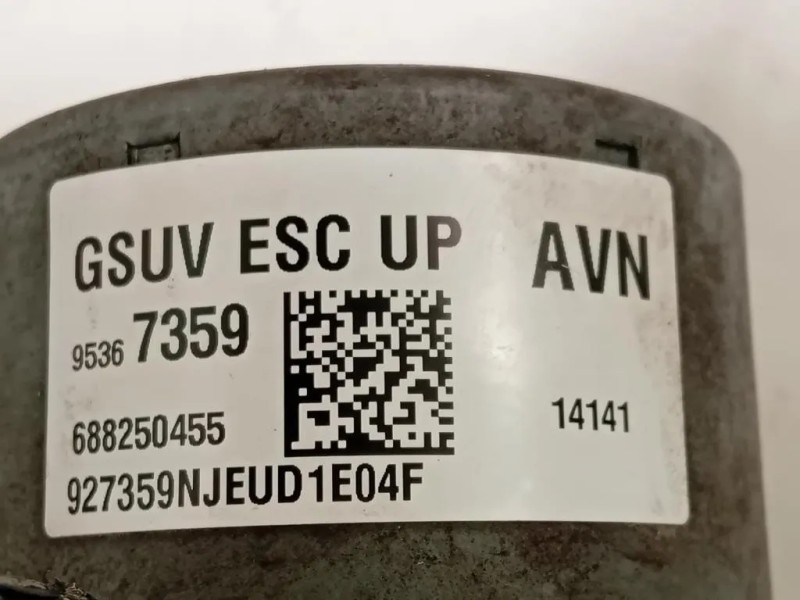 GSUV ESC UP AVN
9536 7359
688250455 14141
927359NJEUD1E04F